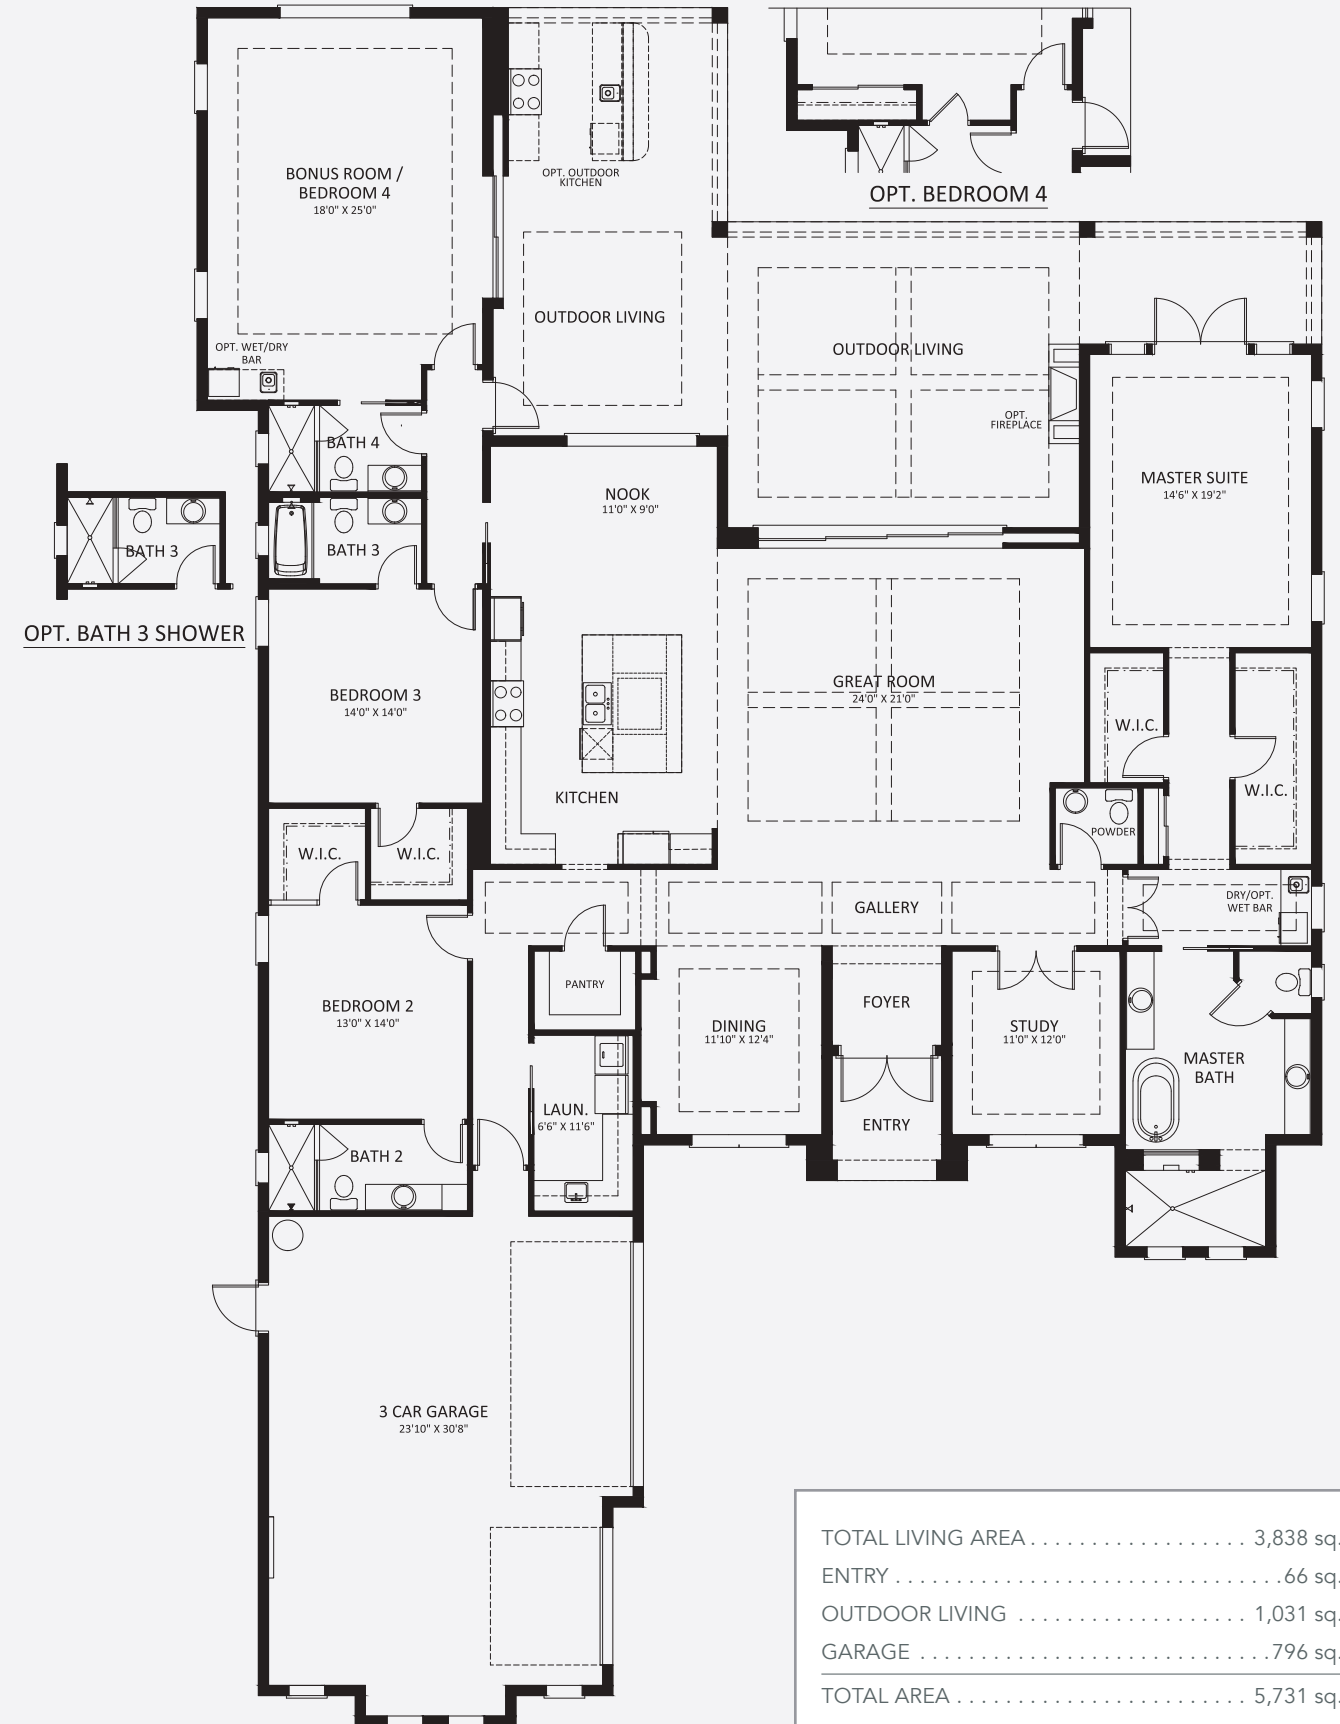 BONUS ROOM /
BEDROOM 4
18'0" X 25'0"
OPT. OUTDOOR
KITCHEN
OPT. BEDROOM 4
OUTDOOR LIVING
OUTDOOR LIVING
OPT. WET/DRY
BAR
OPT.
FIREPLACE
BATH 4
MASTER SUITE
14'6" X 19'2"
NOOK
11'0" X 9'0"
BATH 3
BATH 3
OPT. BATH 3 SHOWER
BEDROOM 3
14'0" X 14'0"
GREAT ROOM
24'0" X 21'0"
W.I.C.
W.I.C.
KITCHEN
POWDER
W.I.C.
W.I.C.
GALLERY
DRY/OPT.
WET BAR
PANTRY
BEDROOM 2
13'0" X 14'0"
DINING
11'10" X 12'4"
FOYER
STUDY
11'0" X 12'0"
MASTER
BATH
LAUN.
6'6" X 11'6"
ENTRY
BATH 2
3 CAR GARAGE
23'10" X 30'8"
TOTAL LIVING AREA . . . . . . . . . . . . . . . . . . 3,838 sq.
ENTRY . . . . . . . . . . . . . . . . . . . . . . . . . . . . . . . .66 sq.
OUTDOOR LIVING . . . . . . . . . . . . . . . . . . . 1,031 sq.
GARAGE . . . . . . . . . . . . . . . . . . . . . . . . . . . . .796 sq.
TOTAL AREA . . . . . . . . . . . . . . . . . . . . . . . . 5,731 sq.